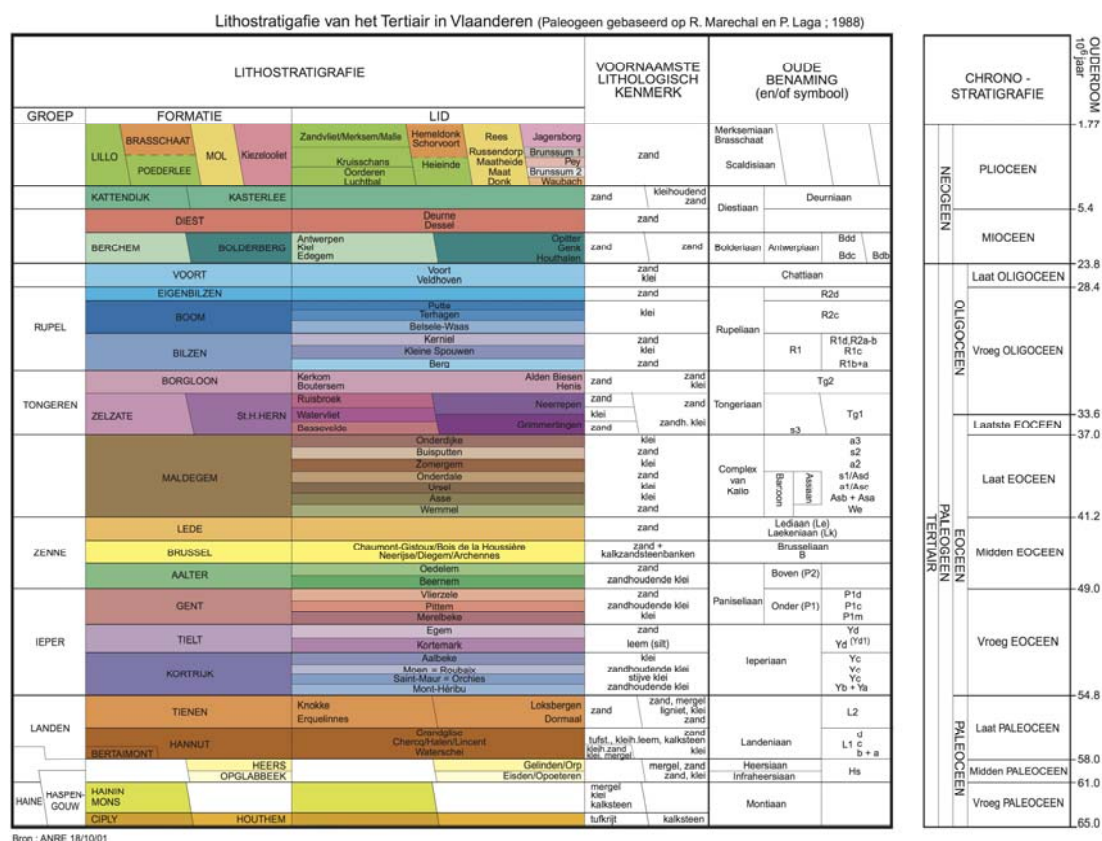 Lithostratigafie van het Tertiair in Vlaanderen (Paleogeen gebaseerd op R. Marechal en P. Laga ; 1988)
LITHOSTRATIGRAFIE
VOORNAAMSTE LITHOLOGISCH KENMERK
OUDE BENAMING (en/of symbool)
CHRONO - STRATIGRAFIE
OUDERDOM 10⁶ jaar
GROEP FORMATIE LID
1.77
LILLO BRASSCHAAT MOL Kiezelooliet Zandvliet/Merksem/Malle Hemeldonk Schorvoort Rees Jagersborg zand Merksemiaan Brasschaat
POEDERLEE Kruisschans Oorderen Luchtbal Heieinde Russendorp Maatheide Maat Donk Brunssum 1 Pey Brunssum 2 Waubach Scaldisiaan
NEOGEEN PLIOCEEN
KATTENDIJK KASTERLEE zand kleihoudend zand Diestiaan Deurniaan
5.4
DIEST Deurne Dessel zand
MIOCEEN
BERCHEM BOLDERBERG Antwerpen Kiel Edegem Opitter Genk Houthalen zand zand Bolderiaan Antwerpiaan Bdd Bdc Bdb
23.8
VOORT Voort Veldhoven zand klei Chattiaan
Laat OLIGOCEEN
28.4
RUPEL
EIGENBILZEN zand R2d
BOOM Putte Terhagen Belsele-Waas klei Rupeliaan R2c
OLIGOCEEN Vroeg OLIGOCEEN
BILZEN Kerniel zand R1 R1d,R2a-b
Kleine Spouwen klei R1c
Berg zand R1b+a
TONGEREN
BORGLOON Kerkom Boutersem Alden Biesen Henis zand zand klei Tg2
ZELZATE St.H.HERN Ruisbroek Neerrepen zand zand Tongeriaan
33.6
Watervliet klei Tg1
Bassevelde Grimmertingen zand zandh. klei s3
Laatste EOCEEN
37.0
MALDEGEM Onderdijke klei a3
Buisputten zand s2
Zomergem klei a2
Onderdale zand s1/Asd
Ursel klei a1/Asc
Asse klei Asb + Asa
Wemmel zand We
Complex van Kallo Bartoon Assiaan
Laat EOCEEN
41.2
ZENNE
LEDE zand Lediaan (Le) Laekeniaan (Lk)
BRUSSEL Chaumont-Gistoux/Bois de la Houssière Neerijse/Diegem/Archennes zand + kalkzandsteenbanken Brusseliaan B
Midden EOCEEN
TERTIAIR PALEOGEEN EOCEEN
AALTER Oedelem zand Boven (P2)
Beernem zandhoudende klei
49.0
IEPER
GENT Vlierzele zand Paniseliaan Onder (P1) P1d
Pittem zandhoudende klei P1c
Merelbeke klei P1m
TIELT Egem zand Yd
Kortemark leem (silt) Yd (Yd1)
Vroeg EOCEEN
KORTRIJK Aalbeke klei Ieperiaan Yc
Moen = Roubaix zandhoudende klei Yc
Saint-Maur = Orchies stijve klei Yc
Mont-Héribu zandhoudende klei Yb + Ya
54.8
LANDEN
TIENEN Knokke Erquelinnes Loksbergen Dormaal zand zand, mergel ligniet, klei zand L2
HANNUT Grandglise zand d
Chercq/Halen/Lincent tufst., kleih.leem, kalksteen Landeniaan L1 c
BERTAIMONT Waterschei kleih.zand klei, mergel klei b + a
Laat PALEOCEEN
58.0
HEERS Gelinden/Orp mergel, zand Heersiaan Hs
OPGLABBEEK Eisden/Opoeteren zand, klei Infraheersiaan
Midden PALEOCEEN
61.0
HAINE HASPEN-GOUW
HAININ MONS mergel klei kalksteen Montiaan
PALEOCEEN Vroeg PALEOCEEN
CIPLY HOUTHEM tufkrijt kalksteen
65.0
Bron : ANRE 18/10/01